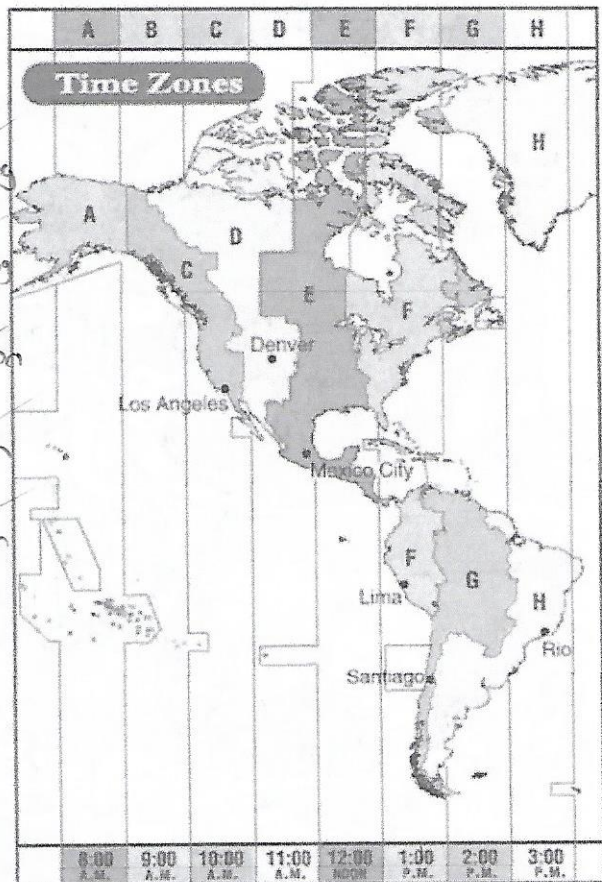 A B C D E F G H
Time Zones
H
A
D
C
E
F
Denver
Los Angeles
Mexico City
F
G
Lima
H
Rio
Santiago
8:00 9:00 10:00 11:00 12:00 1:00 2:00 3:00
A.M. A.M. A.M. A.M. NOON P.M. P.M. P.M.